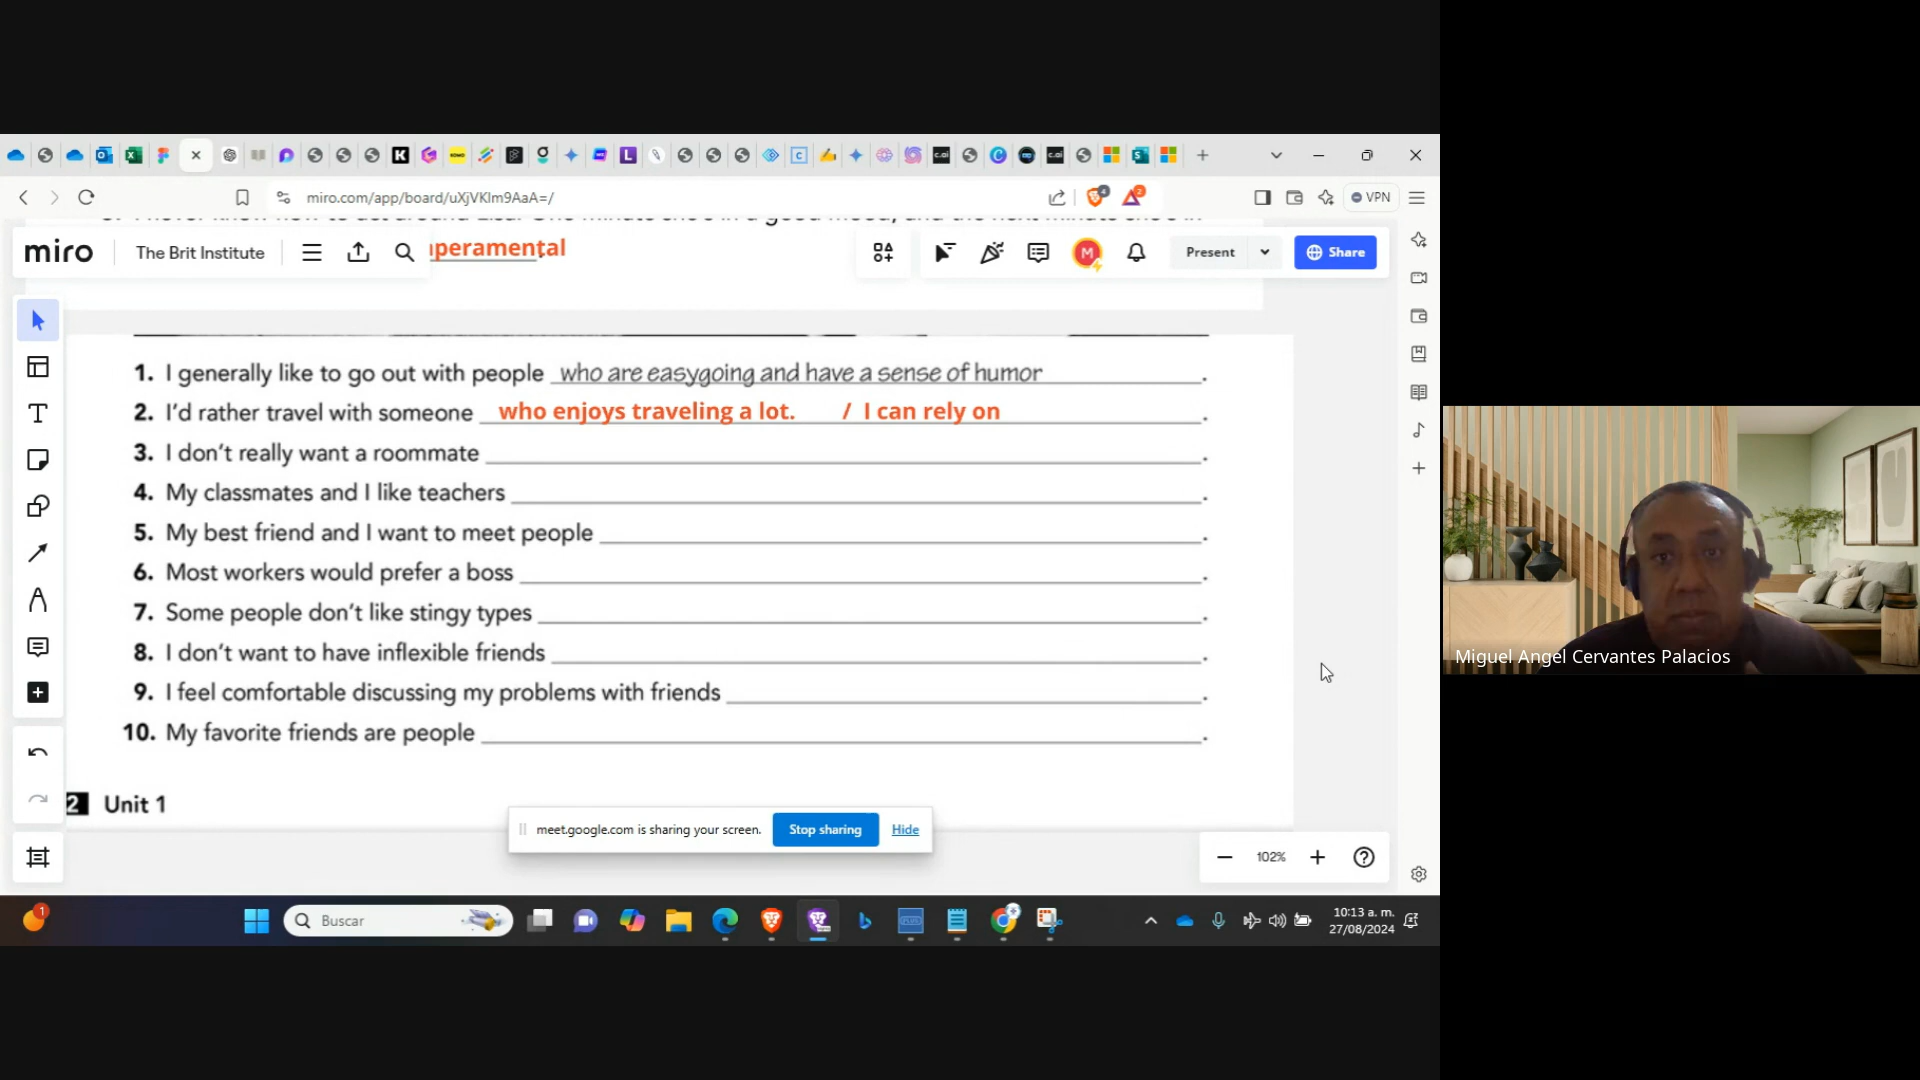 miro.com/app/board/uXjVKlm9AaA=/
VPN
miro
The Brit Institute
peramental
Present
Share
1. I generally like to go out with people who are easygoing and have a sense of humor.
2. I'd rather travel with someone who enjoys traveling a lot. / I can rely on.
3. I don't really want a roommate.
4. My classmates and I like teachers.
5. My best friend and I want to meet people.
6. Most workers would prefer a boss.
7. Some people don't like stingy types.
8. I don't want to have inflexible friends.
9. I feel comfortable discussing my problems with friends.
10. My favorite friends are people.
2 Unit 1
meet.google.com is sharing your screen.
Stop sharing
Hide
102%
Buscar
10:13 a. m.
27/08/2024
Miguel Angel Cervantes Palacios